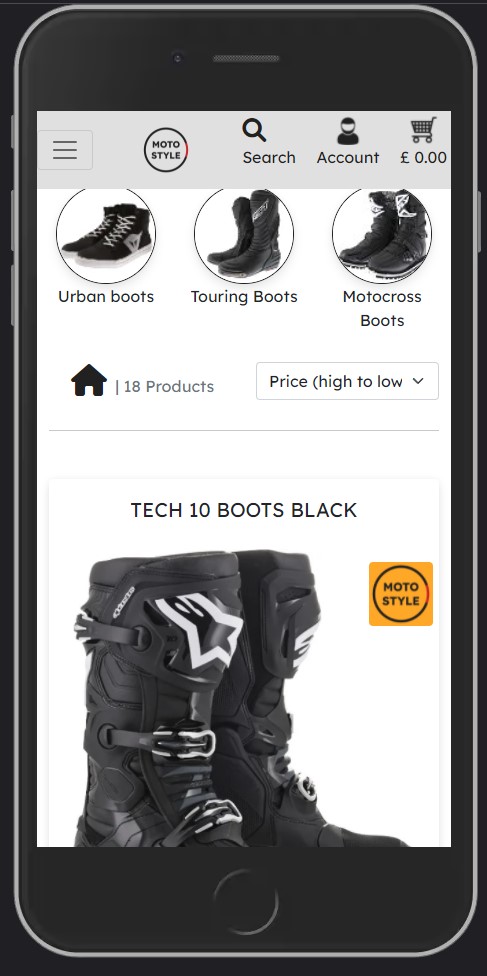 MOTO
STYLE
Search
Account
£ 0.00
Urban boots
Touring Boots
Motocross
Boots
| 18 Products
Price (high to low
TECH 10 BOOTS BLACK
MOTO
STYLE